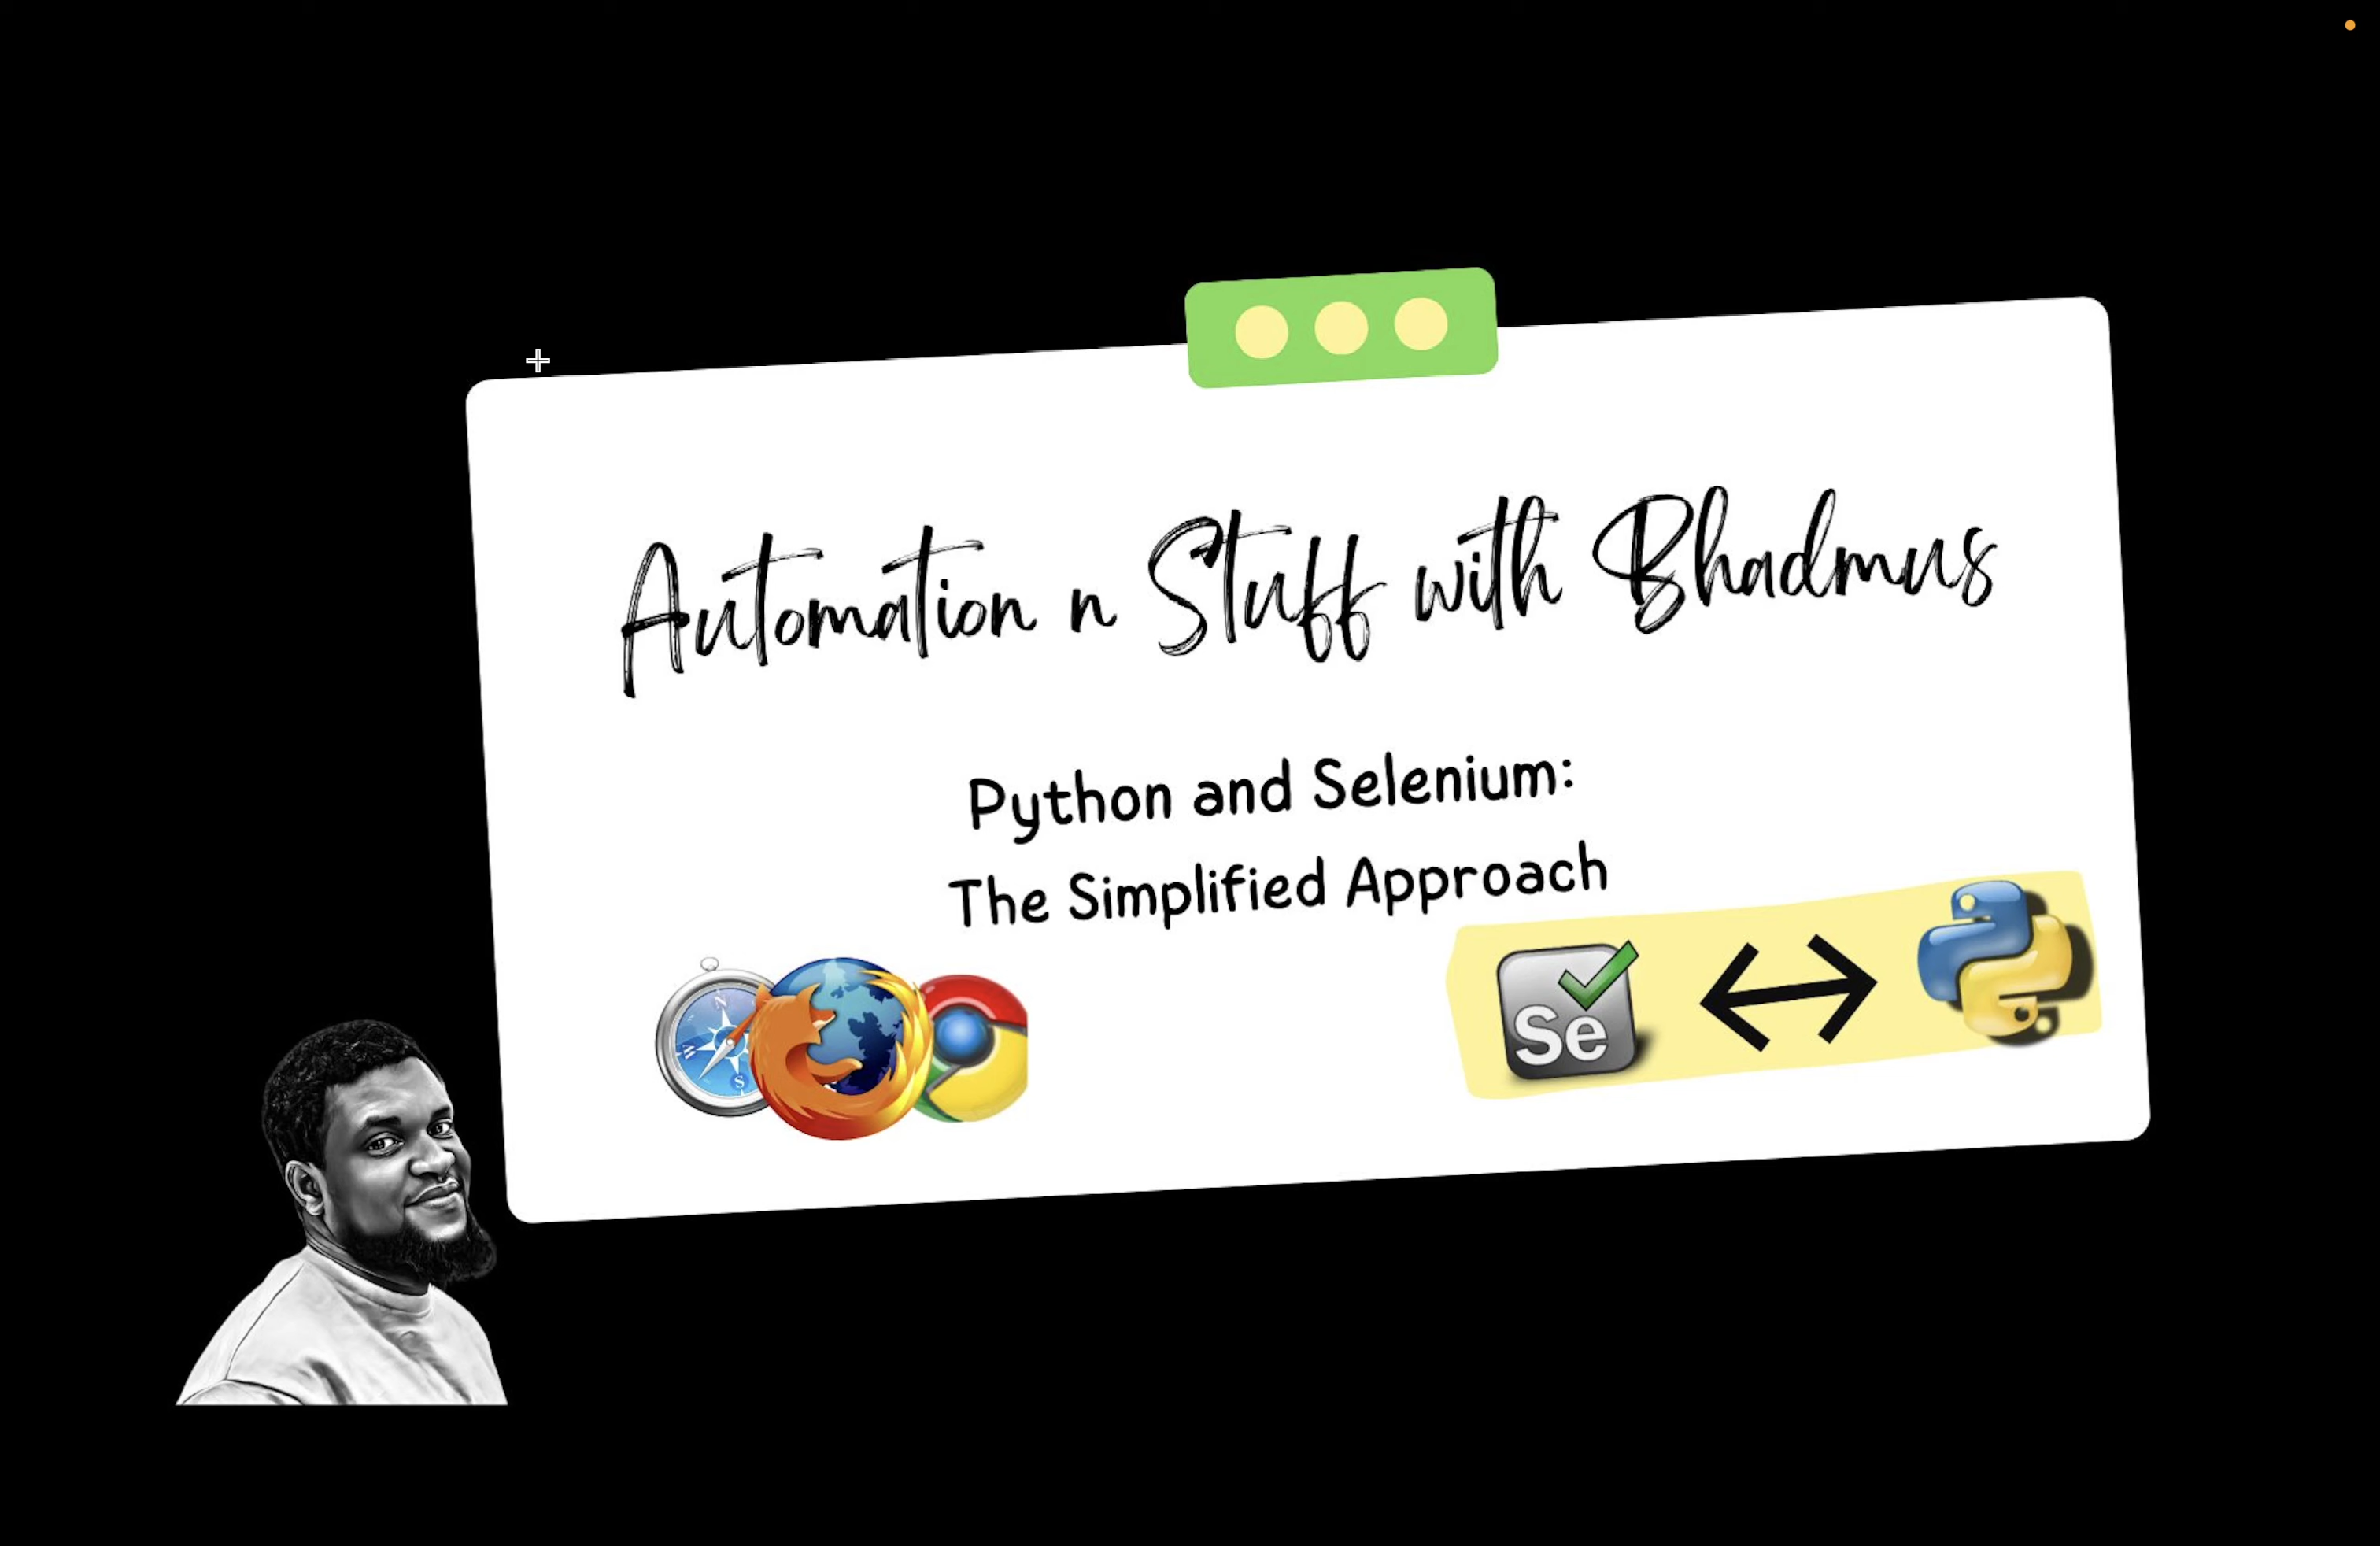 Automation n Stuff with Bhadmus
Python and Selenium:
The Simplified Approach
N
W
S
Se